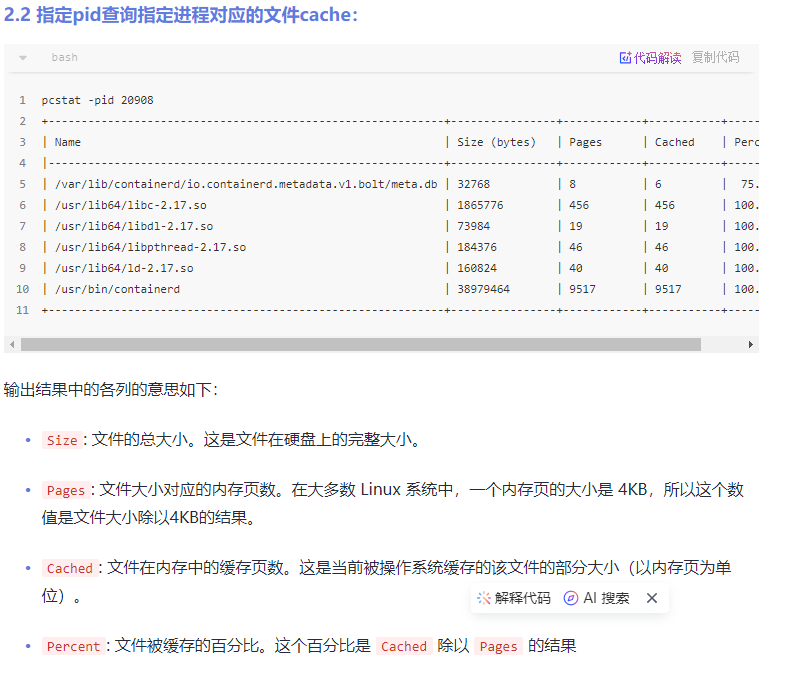 2.2 指定pid查询指定进程对应的文件cache：
bash 代码解读 复制代码
1 pcstat -pid 20908
2 +---------------------------------------------------------+----------------+------------+-----------+-----
3 | Name | Size (bytes) | Pages | Cached | Perc
4 |---------------------------------------------------------+----------------+------------+-----------+-----
5 | /var/lib/containerd/io.containerd.metadata.v1.bolt/meta.db | 32768 | 8 | 6 | 75.
6 | /usr/lib64/libc-2.17.so | 1865776 | 456 | 456 | 100.
7 | /usr/lib64/libdl-2.17.so | 73984 | 19 | 19 | 100.
8 | /usr/lib64/libpthread-2.17.so | 184376 | 46 | 46 | 100.
9 | /usr/lib64/ld-2.17.so | 160824 | 40 | 40 | 100.
10 | /usr/bin/containerd | 38979464 | 9517 | 9517 | 100.
11 +---------------------------------------------------------+----------------+------------+-----------+-----
输出结果中的各列的意思如下：
• Size：文件的总大小。这是文件在硬盘上的完整大小。
• Pages：文件大小对应的内存页数。在大多数 Linux 系统中，一个内存页的大小是 4KB，所以这个数
值是文件大小除以4KB的结果。
• Cached：文件在内存中的缓存页数。这是当前被操作系统缓存的该文件的部分大小（以内存页为单
位）。
解释代码 AI 搜索
• Percent：文件被缓存的百分比。这个百分比是 Cached 除以 Pages 的结果